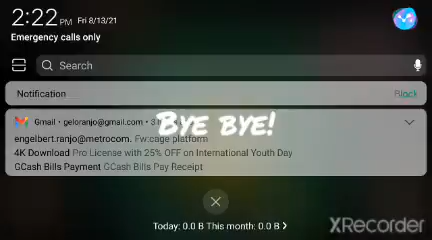 2:22 PM Fri 8/13/21
Emergency calls only
Search
Notification Block
Gmail • geloranjo@gmail.com • 3
Bye bye!
engelbert.ranjo@metrocom. Fw:cage platform
4K Download Pro License with 25% OFF on International Youth Day
GCash Bills Payment GCash Bills Pay Receipt
Today: 0.0 B This month: 0.0 B
XRecorder